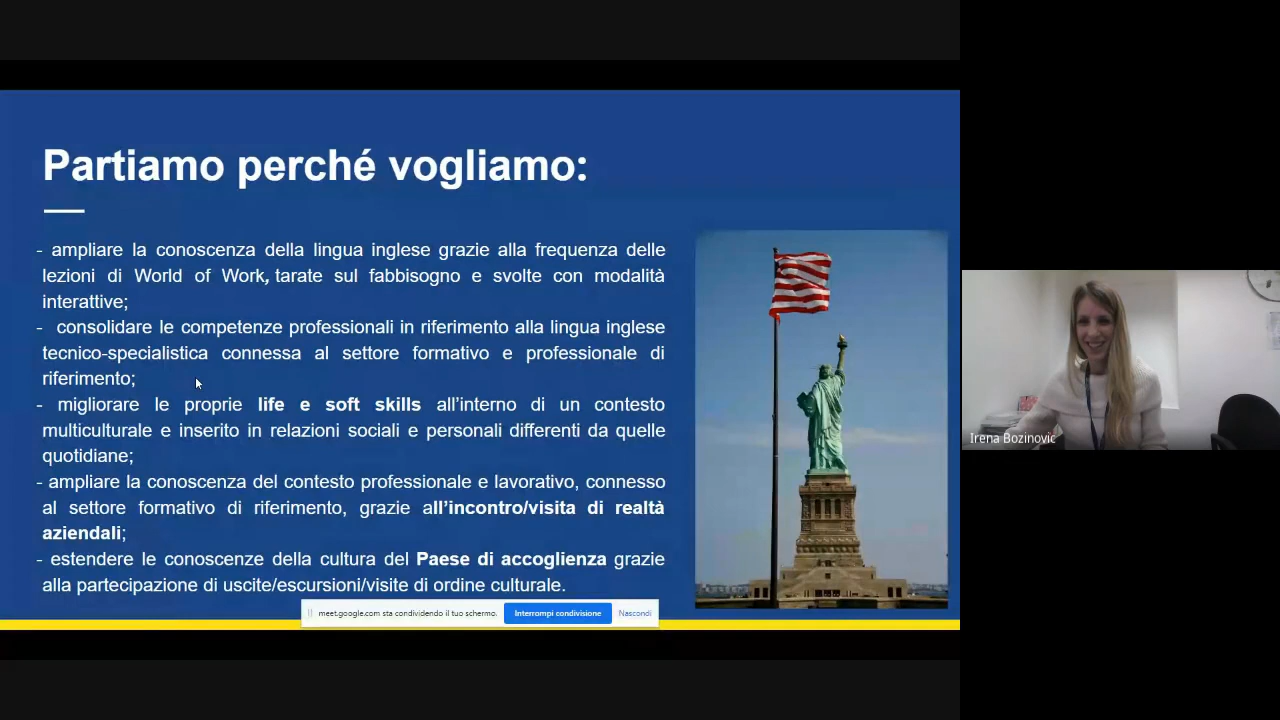 Partiamo perché vogliamo:
- ampliare la conoscenza della lingua inglese grazie alla frequenza delle
lezioni di World of Work, tarate sul fabbisogno e svolte con modalità
interattive;
- consolidare le competenze professionali in riferimento alla lingua inglese
tecnico-specialistica connessa al settore formativo e professionale di
riferimento;
- migliorare le proprie life e soft skills all'interno di un contesto
multiculturale e inserito in relazioni sociali e personali differenti da quelle
quotidiane;
- ampliare la conoscenza del contesto professionale e lavorativo, connesso
al settore formativo di riferimento, grazie all'incontro/visita di realtà
aziendali;
- estendere le conoscenze della cultura del Paese di accoglienza grazie
alla partecipazione di uscite/escursioni/visite di ordine culturale.
meet.google.com sta condividendo il tuo schermo.
Interrompi condivisione
Nascondi
Irena Bozinovic